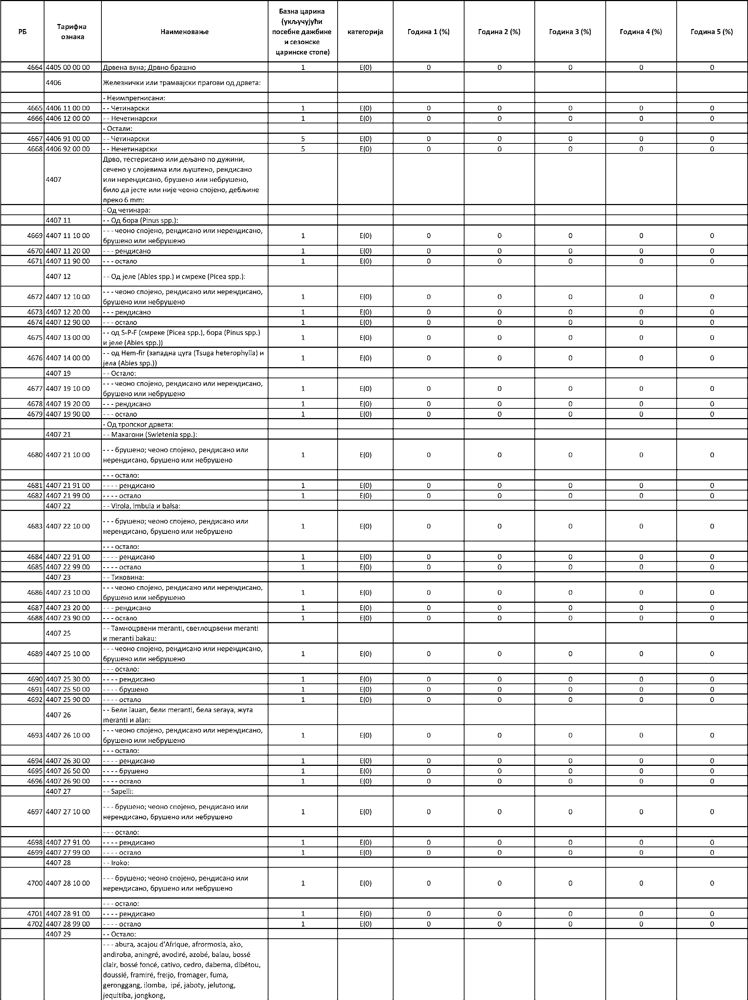 РБ Тарифна ознака Наименовање Базна царина (укључујући посебне дажбине и сезонске царинске стопе) категорија Година 1 (%) Година 2 (%) Година 3 (%) Година 4 (%) Година 5 (%)
4664 4405 00 00 00 Дрвена вуна; Дрвно брашно 1 E(0) 0 0 0 0 0
4406 Железнички или трамвајски прагови од дрвета:
- Неимпрегнисани:
4665 4406 11 00 00 - - Четинарски 1 E(0) 0 0 0 0 0
4666 4406 12 00 00 - - Нечетинарски 1 E(0) 0 0 0 0 0
- Остали:
4667 4406 91 00 00 - - Четинарски 5 E(0) 0 0 0 0 0
4668 4406 92 00 00 - - Нечетинарски 5 E(0) 0 0 0 0 0
4407 Дрво, тестерисано или дељано по дужини,
сечено у слојевима или љуштено, рендисано
или нерендисано, брушено или небрушено,
било да јесте или није чеоно спојено, дебљине
преко 6 mm:
- Од четинара:
4407 11 - - Од бора (Pinus spp.):
4669 4407 11 10 00 - - - чеоно спојено, рендисано или нерендисано,
брушено или небрушено 1 E(0) 0 0 0 0 0
4670 4407 11 20 00 - - - рендисано 1 E(0) 0 0 0 0 0
4671 4407 11 90 00 - - - остало 1 E(0) 0 0 0 0 0
4407 12 - - Од јеле (Abies spp.) и смреке (Picea spp.):
4672 4407 12 10 00 - - - чеоно спојено, рендисано или нерендисано,
брушено или небрушено 1 E(0) 0 0 0 0 0
4673 4407 12 20 00 - - - рендисано 1 E(0) 0 0 0 0 0
4674 4407 12 90 00 - - - остало 1 E(0) 0 0 0 0 0
4675 4407 13 00 00 - - од S-P-F (смреке (Picea spp.), бора (Pinus spp.)
и јеле (Abies spp.)) 1 E(0) 0 0 0 0 0
4676 4407 14 00 00 - - од Hem-fir (западна цуга (Tsuga heterophylla) и
јела (Abies spp.)) 1 E(0) 0 0 0 0 0
4407 19 - - Остало:
4677 4407 19 10 00 - - - чеоно спојено, рендисано или нерендисано,
брушено или небрушено 1 E(0) 0 0 0 0 0
4678 4407 19 20 00 - - - рендисано 1 E(0) 0 0 0 0 0
4679 4407 19 90 00 - - - остало 1 E(0) 0 0 0 0 0
- Од тропског дрвета:
4407 21 - - Махагони (Swietenia spp.):
4680 4407 21 10 00 - - - брушено; чеоно спојено, рендисано или
нерендисано, брушено или небрушено 1 E(0) 0 0 0 0 0
- - - остало:
4681 4407 21 91 00 - - - - рендисано 1 E(0) 0 0 0 0 0
4682 4407 21 99 00 - - - - остало 1 E(0) 0 0 0 0 0
4407 22 - - Virola, imbuia и balsa:
4683 4407 22 10 00 - - - брушено; чеоно спојено, рендисано или
нерендисано, брушено или небрушено 1 E(0) 0 0 0 0 0
- - - остало:
4684 4407 22 91 00 - - - - рендисано 1 E(0) 0 0 0 0 0
4685 4407 22 99 00 - - - - остало 1 E(0) 0 0 0 0 0
4407 23 - - Тиковина:
4686 4407 23 10 00 - - - чеоно спојено, рендисано или нерендисано,
брушено или небрушено 1 E(0) 0 0 0 0 0
4687 4407 23 20 00 - - - рендисано 1 E(0) 0 0 0 0 0
4688 4407 23 90 00 - - - остало 1 E(0) 0 0 0 0 0
4407 25 - - Тамноцрвени meranti, светлоцрвени meranti
и meranti bakau:
4689 4407 25 10 00 - - - чеоно спојено, рендисано или нерендисано,
брушено или небрушено 1 E(0) 0 0 0 0 0
- - - остало:
4690 4407 25 30 00 - - - - рендисано 1 E(0) 0 0 0 0 0
4691 4407 25 50 00 - - - - брушено 1 E(0) 0 0 0 0 0
4692 4407 25 90 00 - - - - остало 1 E(0) 0 0 0 0 0
4407 26 - - Бели lauan, бели meranti, бела seraya, жута
meranti и alan:
4693 4407 26 10 00 - - - чеоно спојено, рендисано или нерендисано,
брушено или небрушено 1 E(0) 0 0 0 0 0
- - - остало:
4694 4407 26 30 00 - - - - рендисано 1 E(0) 0 0 0 0 0
4695 4407 26 50 00 - - - - брушено 1 E(0) 0 0 0 0 0
4696 4407 26 90 00 - - - - остало 1 E(0) 0 0 0 0 0
4407 27 - - Sapelli:
4697 4407 27 10 00 - - - брушено; чеоно спојено, рендисано или
нерендисано, брушено или небрушено 1 E(0) 0 0 0 0 0
- - - остало:
4698 4407 27 91 00 - - - - рендисано 1 E(0) 0 0 0 0 0
4699 4407 27 99 00 - - - - остало 1 E(0) 0 0 0 0 0
4407 28 - - Iroko:
4700 4407 28 10 00 - - - брушено; чеоно спојено, рендисано или
нерендисано, брушено или небрушено 1 E(0) 0 0 0 0 0
- - - остало:
4701 4407 28 91 00 - - - - рендисано 1 E(0) 0 0 0 0 0
4702 4407 28 99 00 - - - - остало 1 E(0) 0 0 0 0 0
4407 29 - - Остало:
- - - abura, acajou d'Afrique, afrormosia, ako,
andiroba, aningré, avodiré, azobé, balau, bossé
clair, bossé foncé, cativo, cedro, dabema, dibétou,
doussié, framiré, freijo, fromager, fuma,
geronggang, ilomba, ipé, jaboty, jelutong,
jequitiba, jongkong,